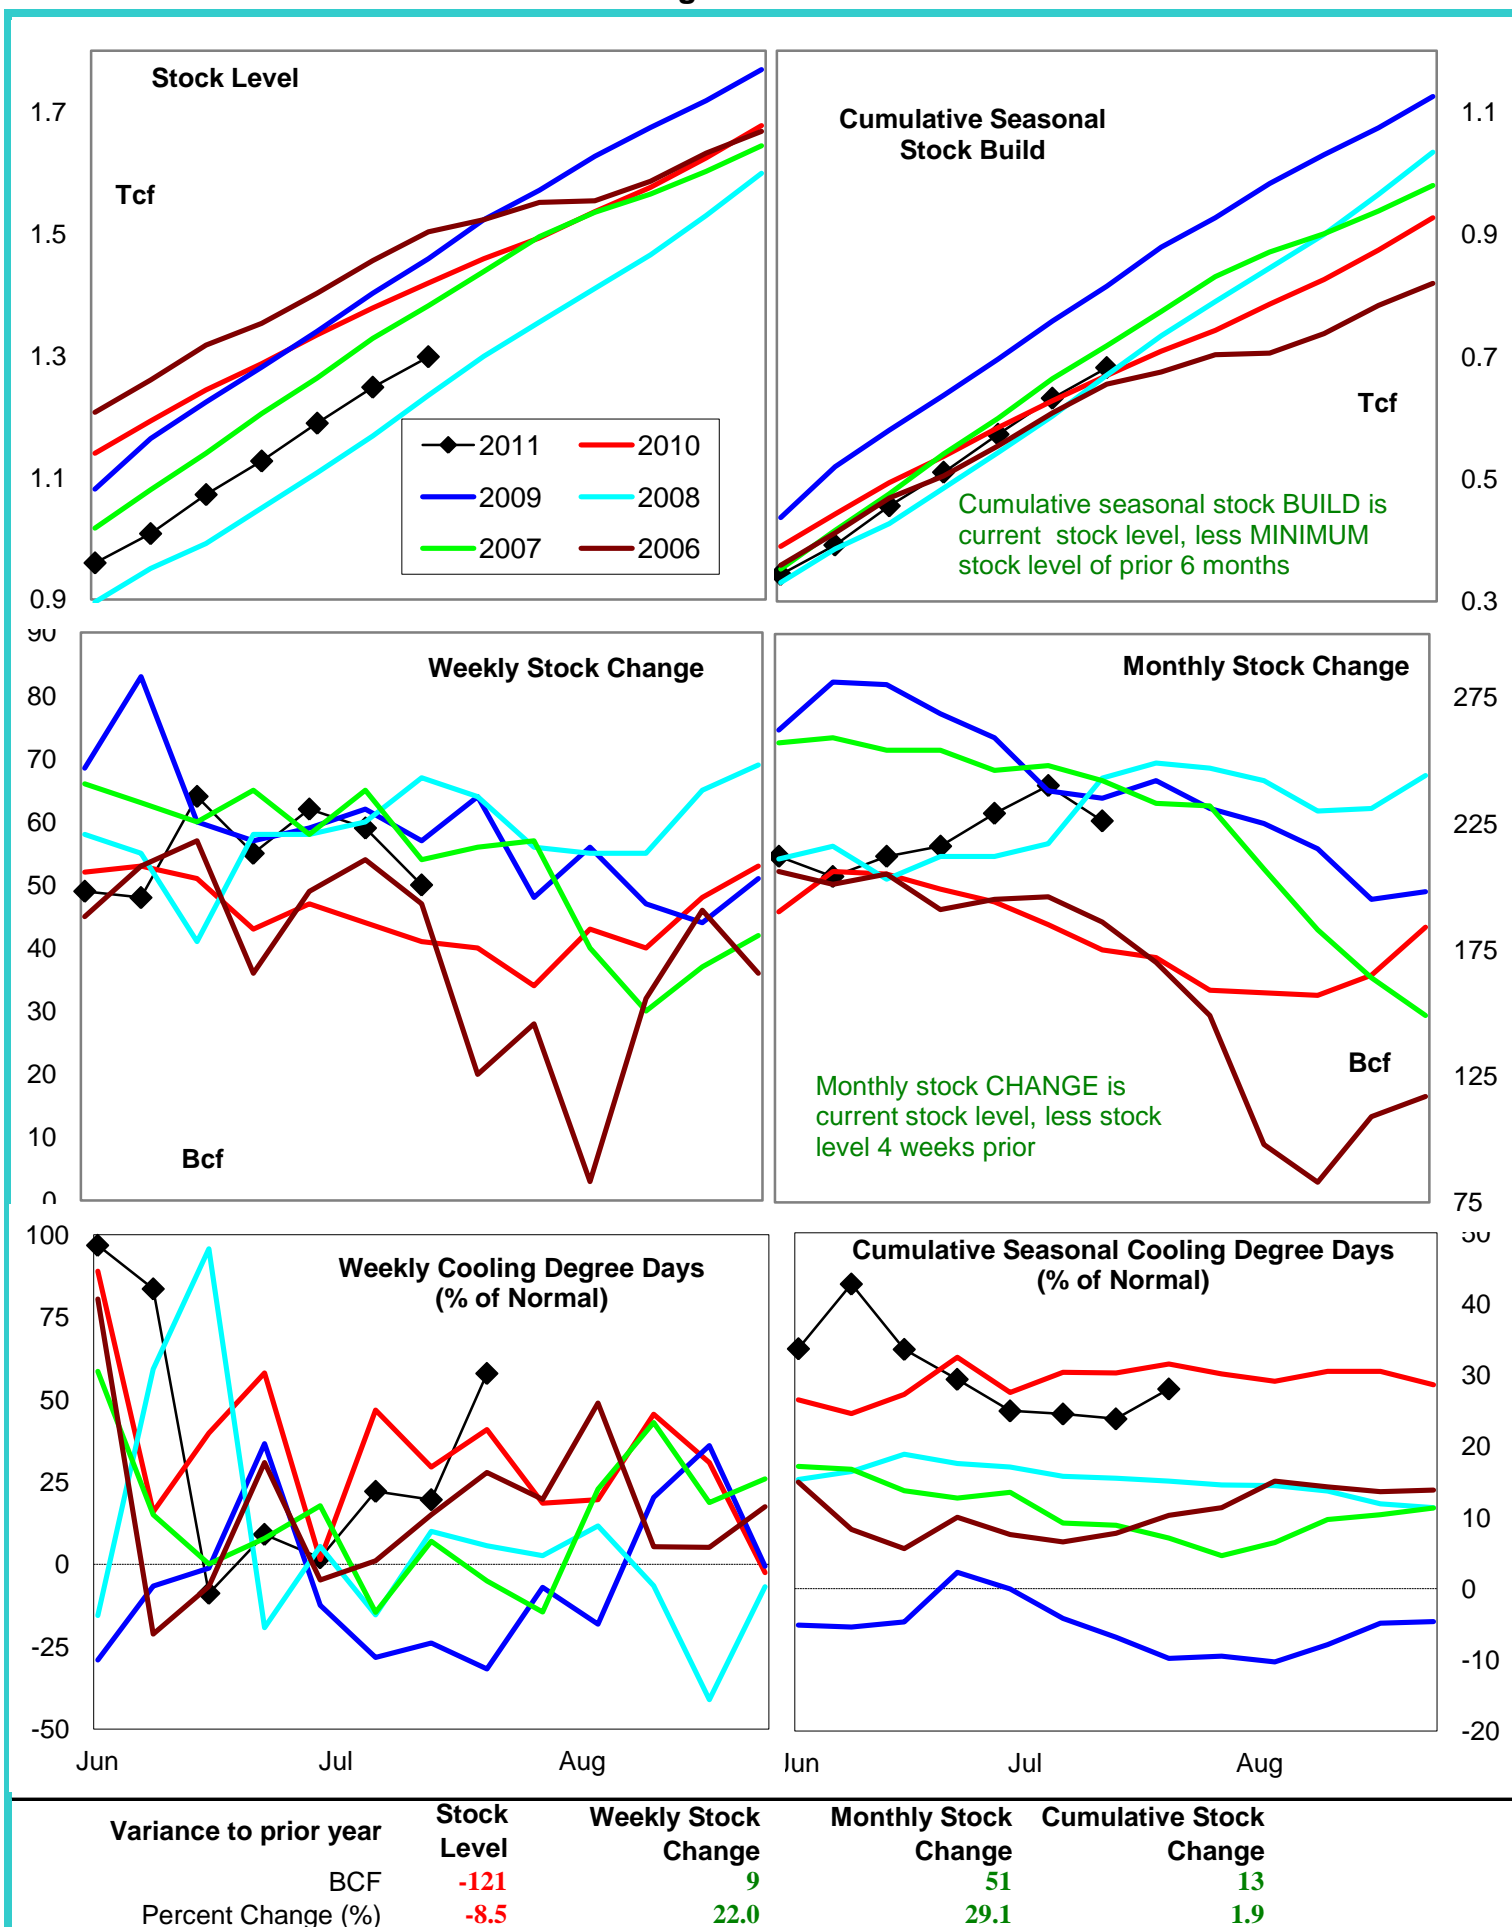 Stock Level
1.7
Tcf
1.5
1.3
1.1
0.9
2011
2010
2009
2008
2007
2006
Cumulative Seasonal
Stock Build
1.1
0.9
0.7
Tcf
0.5
0.3
Cumulative seasonal stock BUILD is
current stock level, less MINIMUM
stock level of prior 6 months
90
Weekly Stock Change
80
70
60
50
40
30
20
10
Bcf
0
Monthly Stock Change
275
225
175
Bcf
125
75
Monthly stock CHANGE is
current stock level, less stock
level 4 weeks prior
100
Weekly Cooling Degree Days
(% of Normal)
75
50
25
0
-25
-50
Jun Jul Aug
50
Cumulative Seasonal Cooling Degree Days
(% of Normal)
40
30
20
10
0
-10
-20
Jun Jul Aug
Variance to prior year
Stock
Level
Weekly Stock
Change
Monthly Stock
Change
Cumulative Stock
Change
BCF -121 9 51 13
Percent Change (%) -8.5 22.0 29.1 1.9